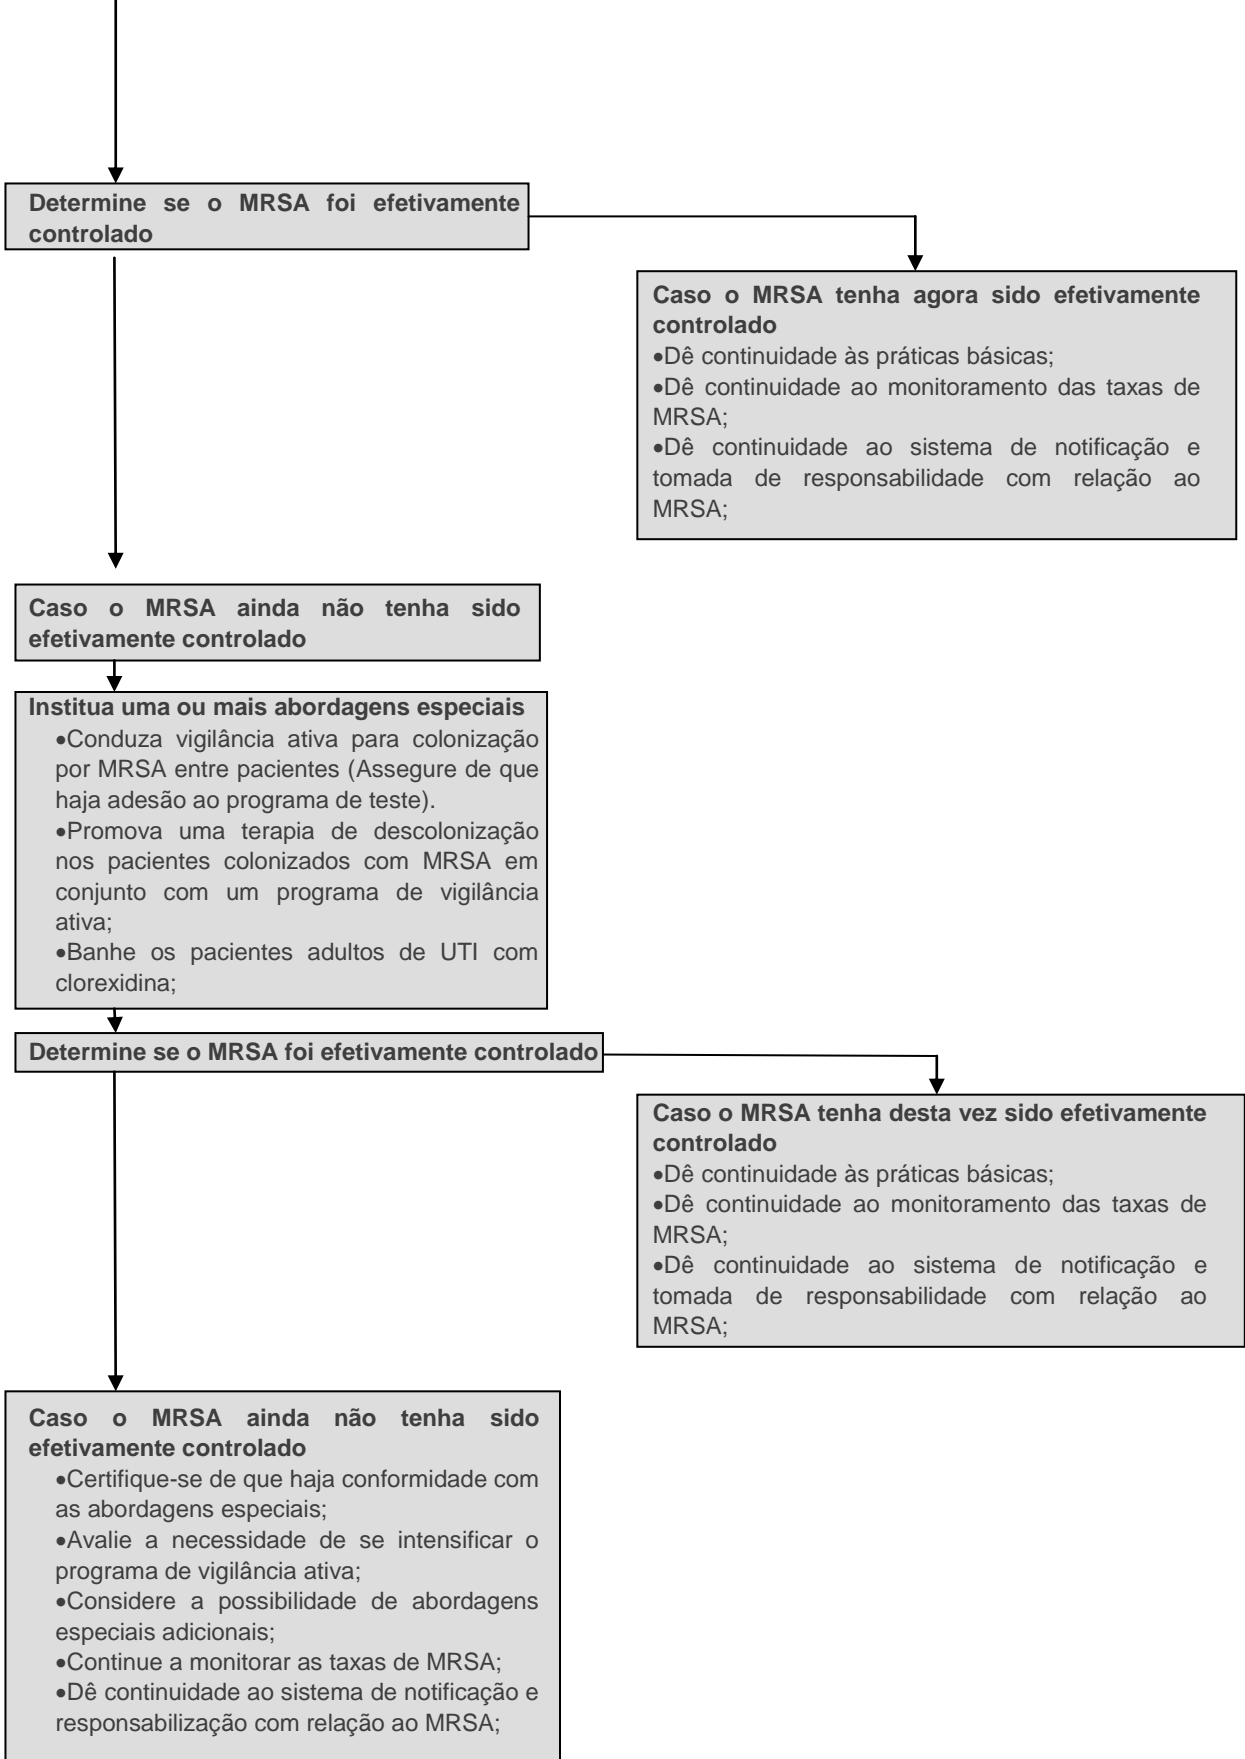 Determine se o MRSA foi efetivamente
controlado
Caso o MRSA tenha agora sido efetivamente
controlado
•Dê continuidade às práticas básicas;
•Dê continuidade ao monitoramento das taxas de
MRSA;
•Dê continuidade ao sistema de notificação e
tomada de responsabilidade com relação ao
MRSA;
Caso o MRSA ainda não tenha sido
efetivamente controlado
Institua uma ou mais abordagens especiais
•Conduza vigilância ativa para colonização
por MRSA entre pacientes (Assegure de que
haja adesão ao programa de teste).
•Promova uma terapia de descolonização
nos pacientes colonizados com MRSA em
conjunto com um programa de vigilância
ativa;
•Banhe os pacientes adultos de UTI com
clorexidina;
Determine se o MRSA foi efetivamente controlado
Caso o MRSA tenha desta vez sido efetivamente
controlado
•Dê continuidade às práticas básicas;
•Dê continuidade ao monitoramento das taxas de
MRSA;
•Dê continuidade ao sistema de notificação e
tomada de responsabilidade com relação ao
MRSA;
Caso o MRSA ainda não tenha sido
efetivamente controlado
•Certifique-se de que haja conformidade com
as abordagens especiais;
•Avalie a necessidade de se intensificar o
programa de vigilância ativa;
•Considere a possibilidade de abordagens
especiais adicionais;
•Continue a monitorar as taxas de MRSA;
•Dê continuidade ao sistema de notificação e
responsabilização com relação ao MRSA;